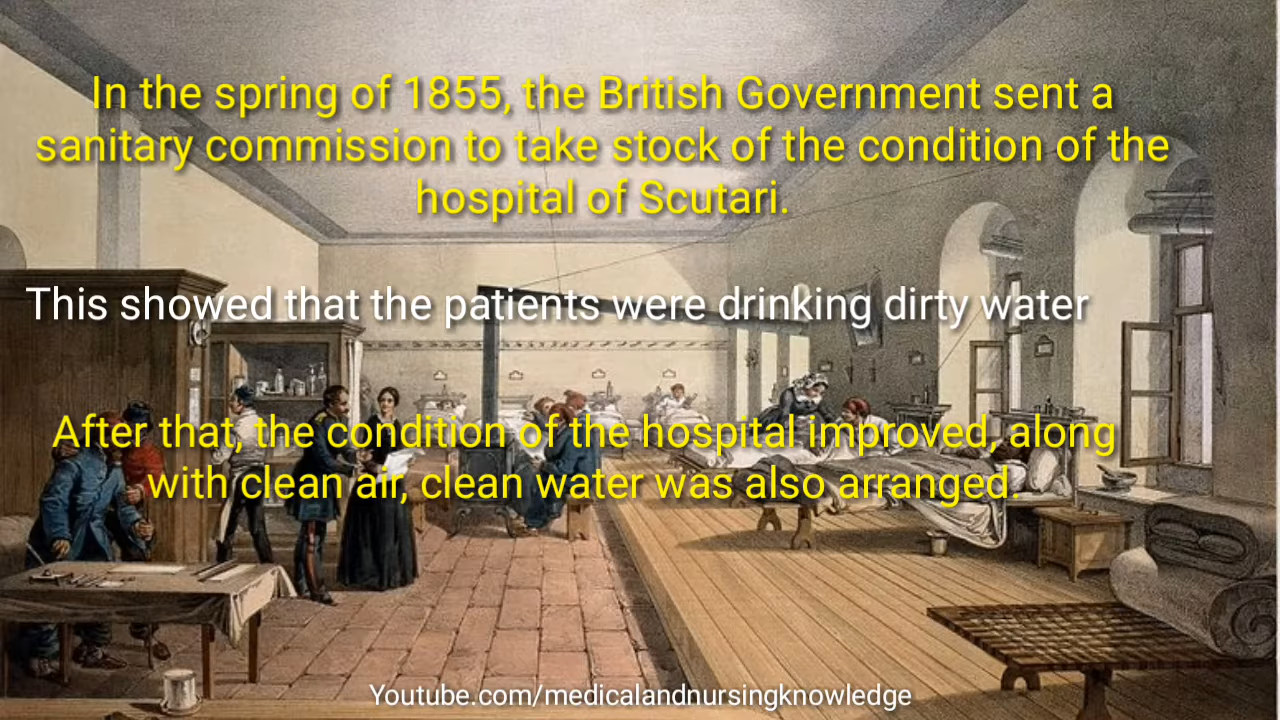 In the spring of 1855, the British Government sent a
sanitary commission to take stock of the condition of the
hospital of Scutari.
This showed that the patients were drinking dirty water
After that, the condition of the hospital improved, along
with clean air, clean water was also arranged.
Youtube.com/medicalandnursingknowledge